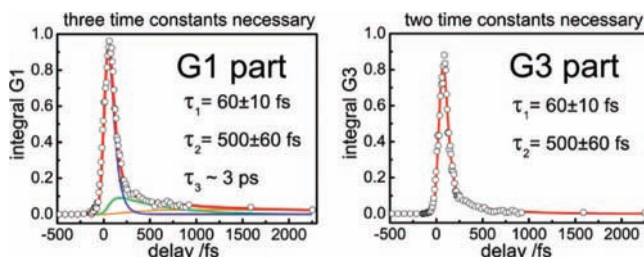 three time constants necessary
integral G1
1.0
0.8
0.6
0.4
0.2
0.0
G1 part
τ1= 60±10 fs
τ2= 500±60 fs
τ3 ~ 3 ps
-500 0 500 1000 1500 2000
delay /fs
two time constants necessary
integral G3
1.0
0.8
0.6
0.4
0.2
0.0
G3 part
τ1= 60±10 fs
τ2= 500±60 fs
-500 0 500 1000 1500 2000
delay /fs